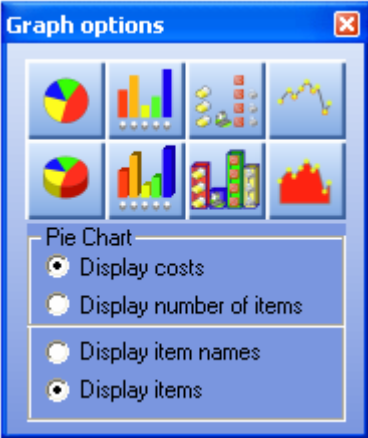 Graph options
Pie Chart
Display costs
Display number of items
Display item names
Display items